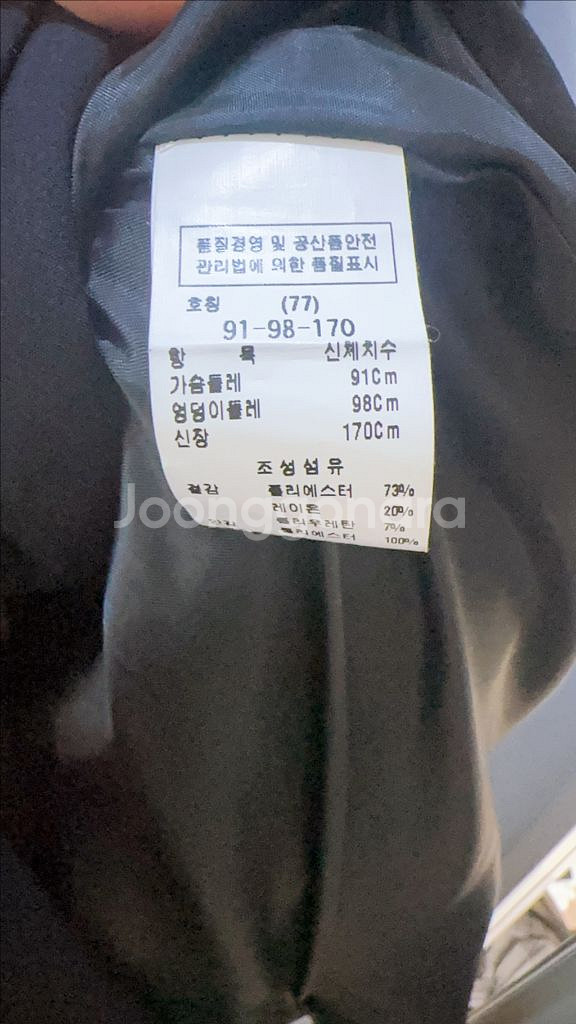 품질경영 및 공산품안전
관리법에 의한 품질표시
호칭 (77)
91-98-170
항 목 신체치수
가슴둘레 91Cm
엉덩이둘레 98Cm
신장 170Cm
조성섬유
겉감 폴리에스터 73%
레이온 20%
폴리우레탄 7%
폴리에스터 100%
Joonggonara